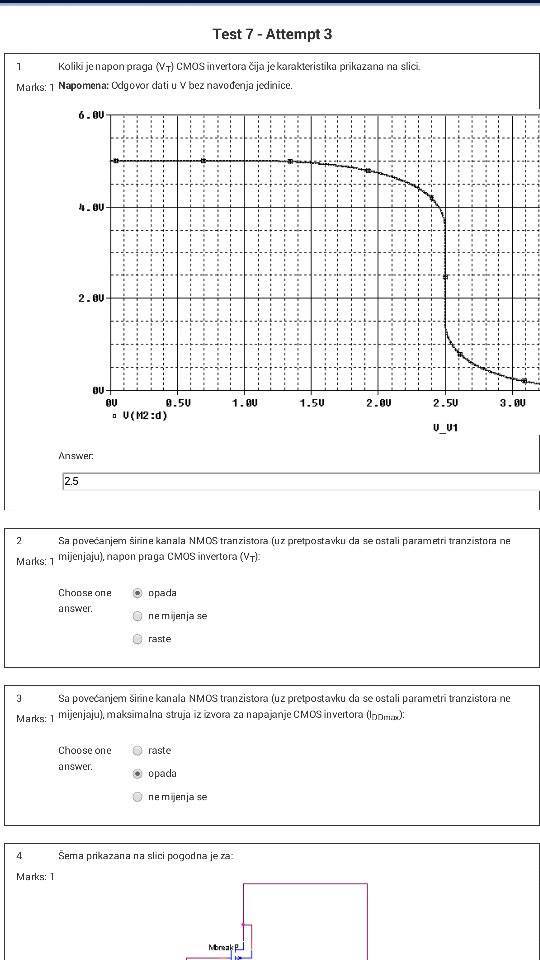 Test 7 - Attempt 3
1
Koliki je napon praga (VT) CMOS invertora čija je karakteristika prikazana na slici.
Marks: 1
Napomena: Odgovor dati u V bez navođenja jedinice.
6.0V
4.0V
2.0V
0V
0V 0.5V 1.0V 1.5V 2.0V 2.5V 3.0V
V(M2:d)
V_V1
Answer:
2.5
2
Sa povećanjem širine kanala NMOS tranzistora (uz pretpostavku da se ostali parametri tranzistora ne
Marks: 1
mijenjaju), napon praga CMOS invertora (VT):
Choose one
answer.
opada
ne mijenja se
raste
3
Sa povećanjem širine kanala NMOS tranzistora (uz pretpostavku da se ostali parametri tranzistora ne
Marks: 1
mijenjaju), maksimalna struja iz izvora za napajanje CMOS invertora (IDDmax):
Choose one
answer.
raste
opada
ne mijenja se
4
Šema prikazana na slici pogodna je za:
Marks: 1